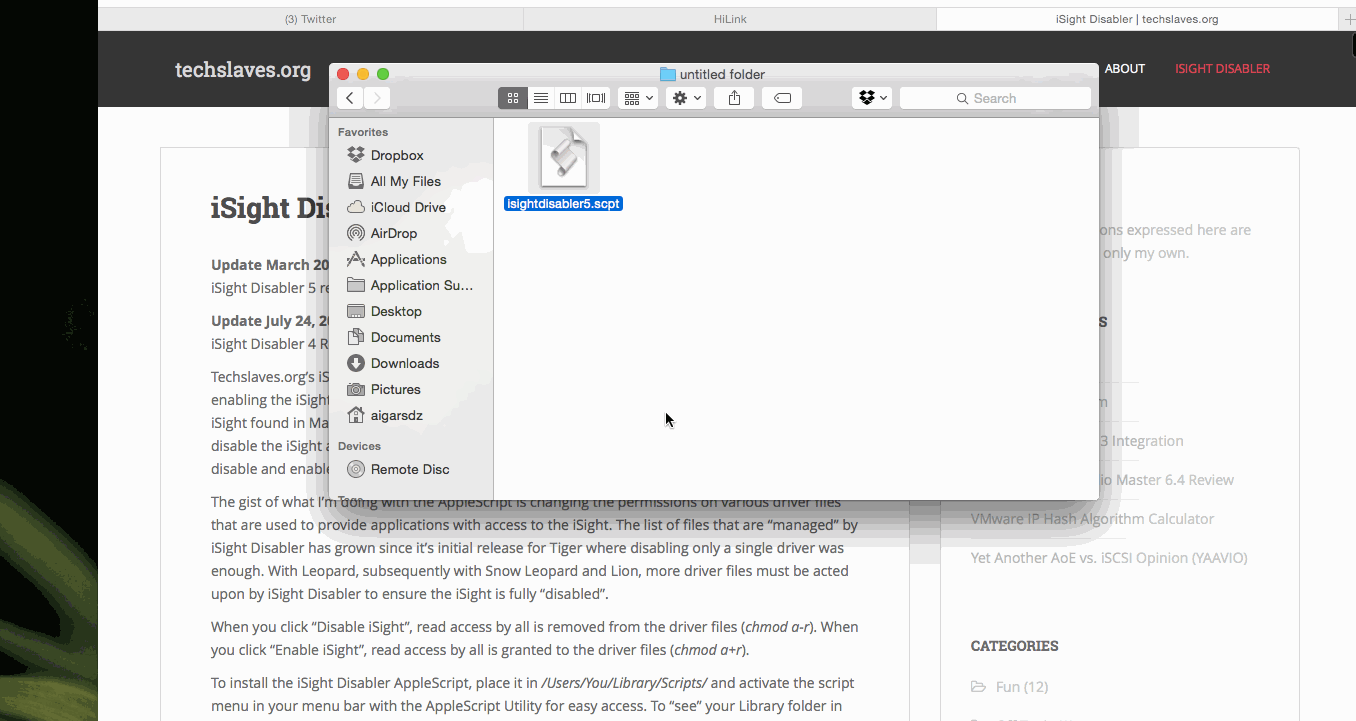 (3) Twitter
HiLink
iSight Disabler | techslaves.org
techslaves.org
ABOUT
ISIGHT DISABLER
untitled folder
Search
Favorites
Dropbox
All My Files
iCloud Drive
AirDrop
Applications
Application Su...
Desktop
Documents
Downloads
Pictures
aigarsdz
Devices
Remote Disc
isightdisabler5.scpt
iSight Dis
Update March 20
iSight Disabler 5 re
Update July 24, 20
iSight Disabler 4 R
Techslaves.org’s iS
enabling the iSight
iSight found in Ma
disable the iSight a
disable and enable
The gist of what I’m doing with the AppleScript is changing the permissions on various driver files
that are used to provide applications with access to the iSight. The list of files that are “managed” by
iSight Disabler has grown since it’s initial release for Tiger where disabling only a single driver was
enough. With Leopard, subsequently with Snow Leopard and Lion, more driver files must be acted
upon by iSight Disabler to ensure the iSight is fully “disabled”.
When you click “Disable iSight”, read access by all is removed from the driver files (chmod a-r). When
you click “Enable iSight”, read access by all is granted to the driver files (chmod a+r).
To install the iSight Disabler AppleScript, place it in /Users/You/Library/Scripts/ and activate the script
menu in your menu bar with the AppleScript Utility for easy access. To “see” your Library folder in
ons expressed here are
only my own.
S
m
3 Integration
io Master 6.4 Review
VMware IP Hash Algorithm Calculator
Yet Another AoE vs. iSCSI Opinion (YAAVIO)
CATEGORIES
Fun (12)